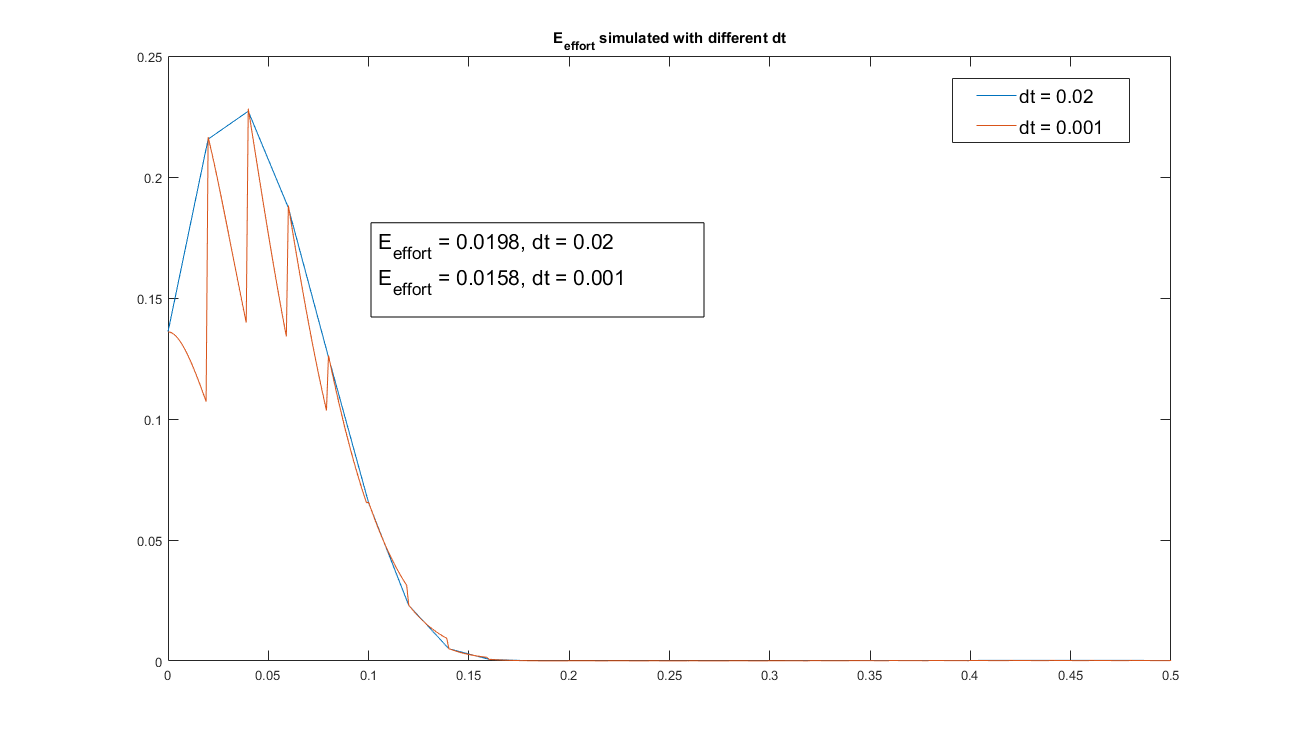 E_effort simulated with different dt
0.25
0.2
0.15
0.1
0.05
0
dt = 0.02
dt = 0.001
E_effort = 0.0198, dt = 0.02
E_effort = 0.0158, dt = 0.001
0 0.05 0.1 0.15 0.2 0.25 0.3 0.35 0.4 0.45 0.5